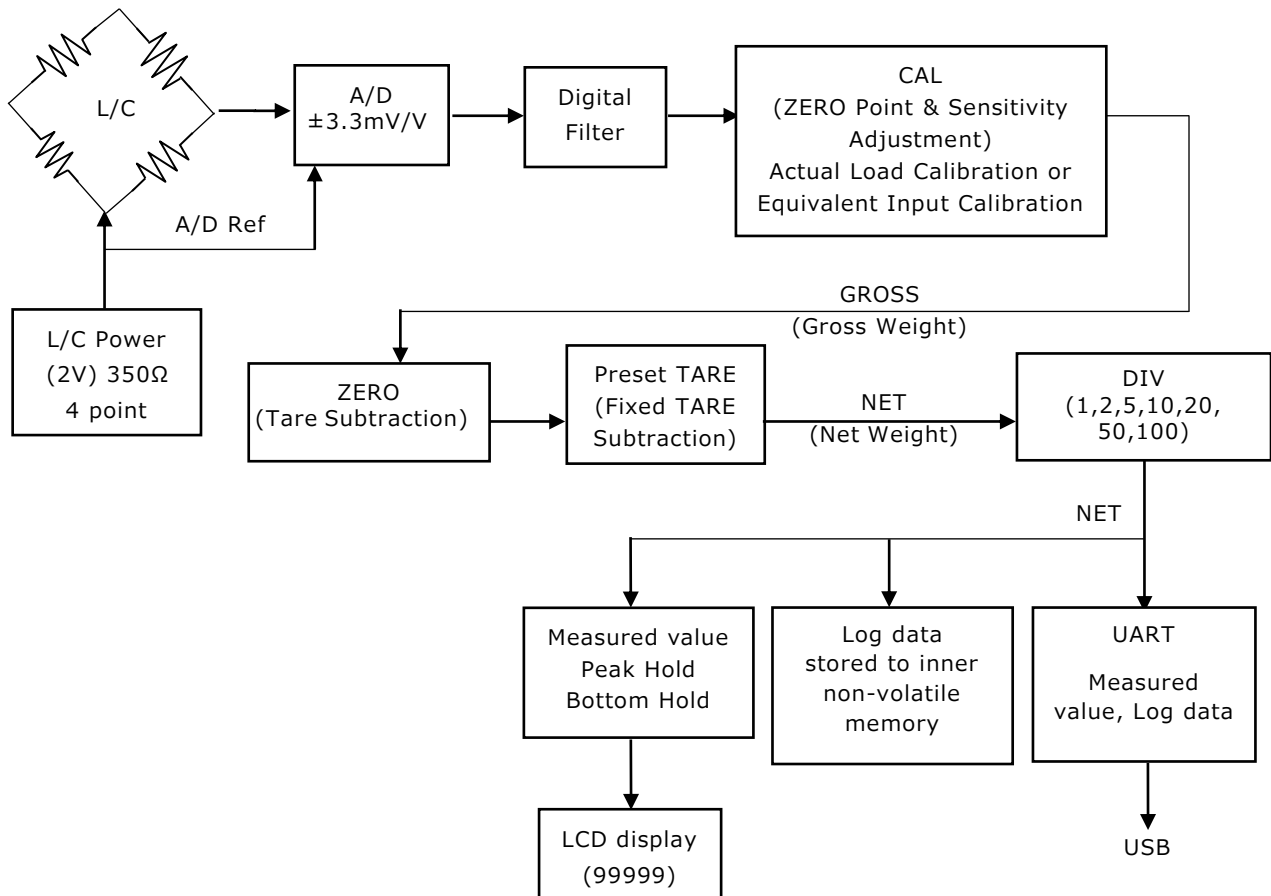 L/C
A/D
±3.3mV/V
Digital
Filter
CAL
(ZERO Point & Sensitivity
Adjustment)
Actual Load Calibration or
Equivalent Input Calibration
A/D Ref
L/C Power
(2V) 350Ω
4 point
GROSS
(Gross Weight)
ZERO
(Tare Subtraction)
Preset TARE
(Fixed TARE
Subtraction)
NET
(Net Weight)
DIV
(1,2,5,10,20,
50,100)
NET
Measured value
Peak Hold
Bottom Hold
Log data
stored to inner
non-volatile
memory
UART
Measured
value, Log data
LCD display
(99999)
USB